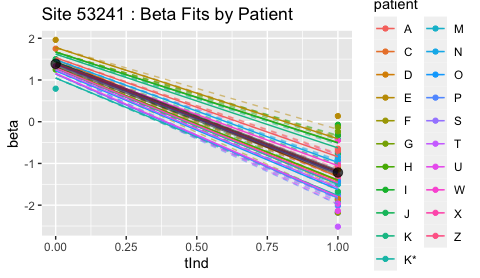 Site 53241 : Beta Fits by Patient
patient
2
1
0
-1
-2
beta
0.00 0.25 0.50 0.75 1.00
tInd
A
C
D
E
F
G
H
I
J
K
K*
M
N
O
P
S
T
U
W
X
Z